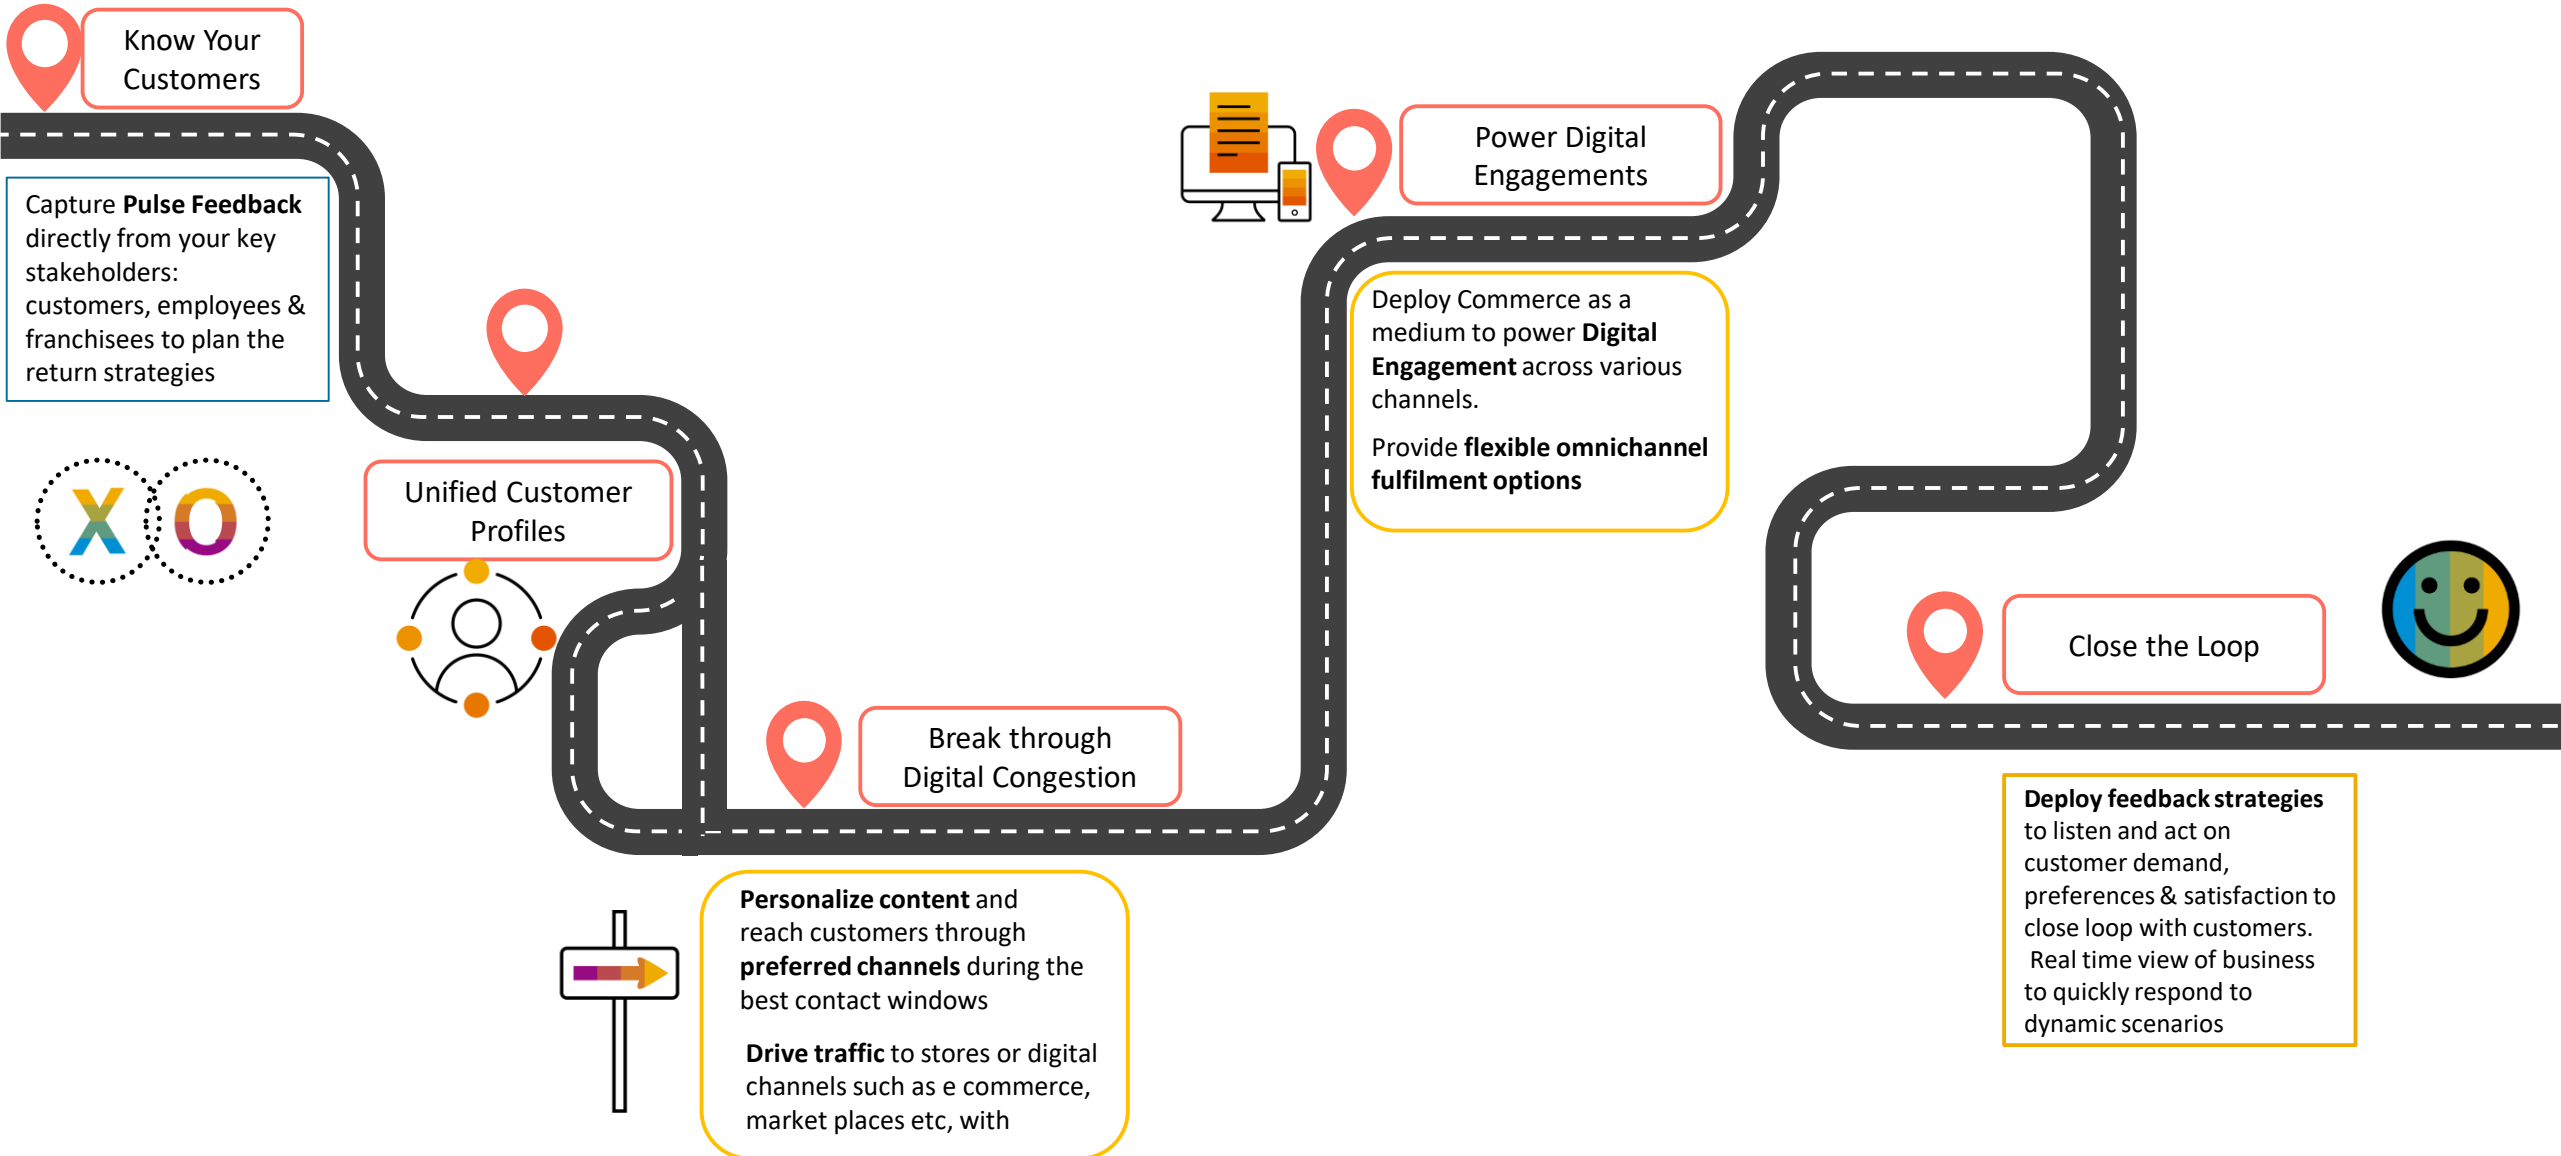 Know Your
Customers
Capture Pulse Feedback
directly from your key
stakeholders:
customers, employees &
franchisees to plan the
return strategies
X O
Unified Customer
Profiles
Break through
Digital Congestion
Personalize content and
reach customers through
preferred channels during the
best contact windows
Drive traffic to stores or digital
channels such as e commerce,
market places etc, with
Power Digital
Engagements
Deploy Commerce as a
medium to power Digital
Engagement across various
channels.
Provide flexible omnichannel
fulfilment options
Close the Loop
Deploy feedback strategies
to listen and act on
customer demand,
preferences & satisfaction to
close loop with customers.
Real time view of business
to quickly respond to
dynamic scenarios